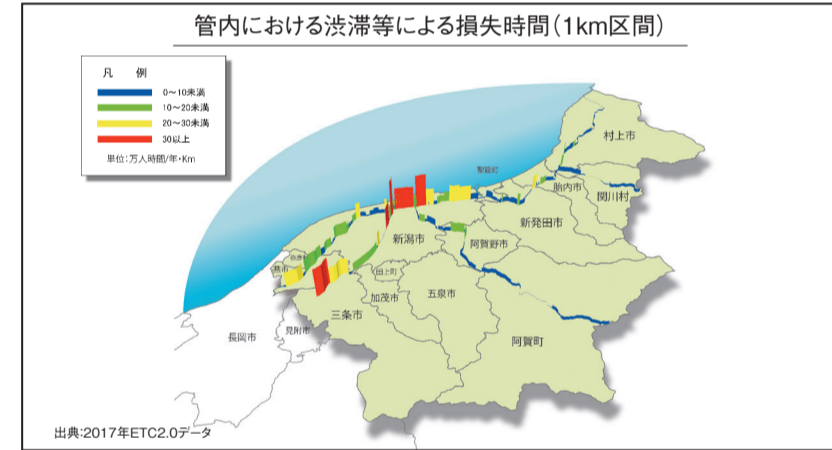 管内における渋滞等による損失時間(1km区間)
凡 例
0〜10未満
10〜20未満
20〜30未満
30以上
単位:万人時間/年・Km
村上市
胎内市
関川村
聖籠町
新発田市
新潟市
阿賀野市
弥彦村
燕市
田上町
加茂市
五泉市
三条市
見附市
長岡市
阿賀町
出典:2017年ETC2.0データ